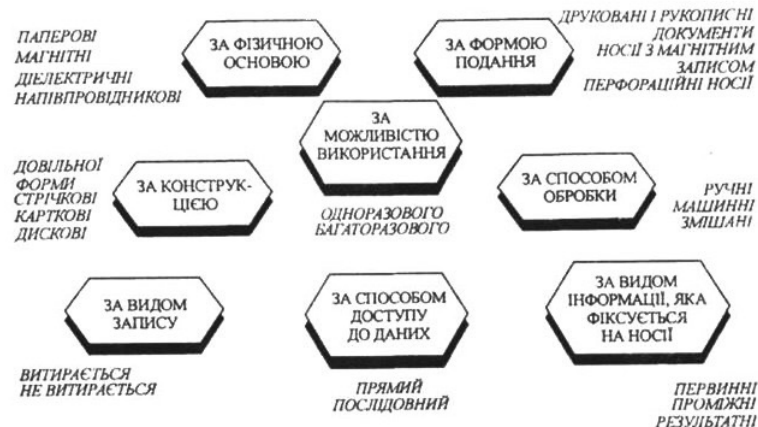 ПАПЕРОВІ
МАГНІТНІ
ДІЕЛЕКТРИЧНІ
НАПІВПРОВІДНИКОВІ
ЗА ФІЗИЧНОЮ
ОСНОВОЮ
ЗА ФОРМОЮ
ПОДАННЯ
ДРУКОВАНІ І РУКОПИСНІ
ДОКУМЕНТИ
НОСІЇ З МАГНІТНИМ
ЗАПИСОМ
ПЕРФОРАЦІЙНІ НОСІЇ
ЗА
МОЖЛИВІСТЮ
ВИКОРИСТАННЯ
ОДНОРАЗОВОГО
БАГАТОРАЗОВОГО
ДОВІЛЬНОЇ
ФОРМИ
СТРІЧКОВІ
КАРТКОВІ
ДИСКОВІ
ЗА КОНСТРУК-
ЦІЄЮ
ЗА СПОСОБОМ
ОБРОБКИ
РУЧНІ
МАШИННІ
ЗМІШАНІ
ЗА ВИДОМ
ЗАПИСУ
ВИТИРАЄТЬСЯ
НЕ ВИТИРАЄТЬСЯ
ЗА СПОСОБОМ
ДОСТУПУ
ДО ДАНИХ
ПРЯМИЙ
ПОСЛІДОВНИЙ
ЗА ВИДОМ
ІНФОРМАЦІЇ, ЯКА
ФІКСУЄТЬСЯ
НА НОСІЇ
ПЕРВИННІ
ПРОМІЖНІ
РЕЗУЛЬТАТНІ